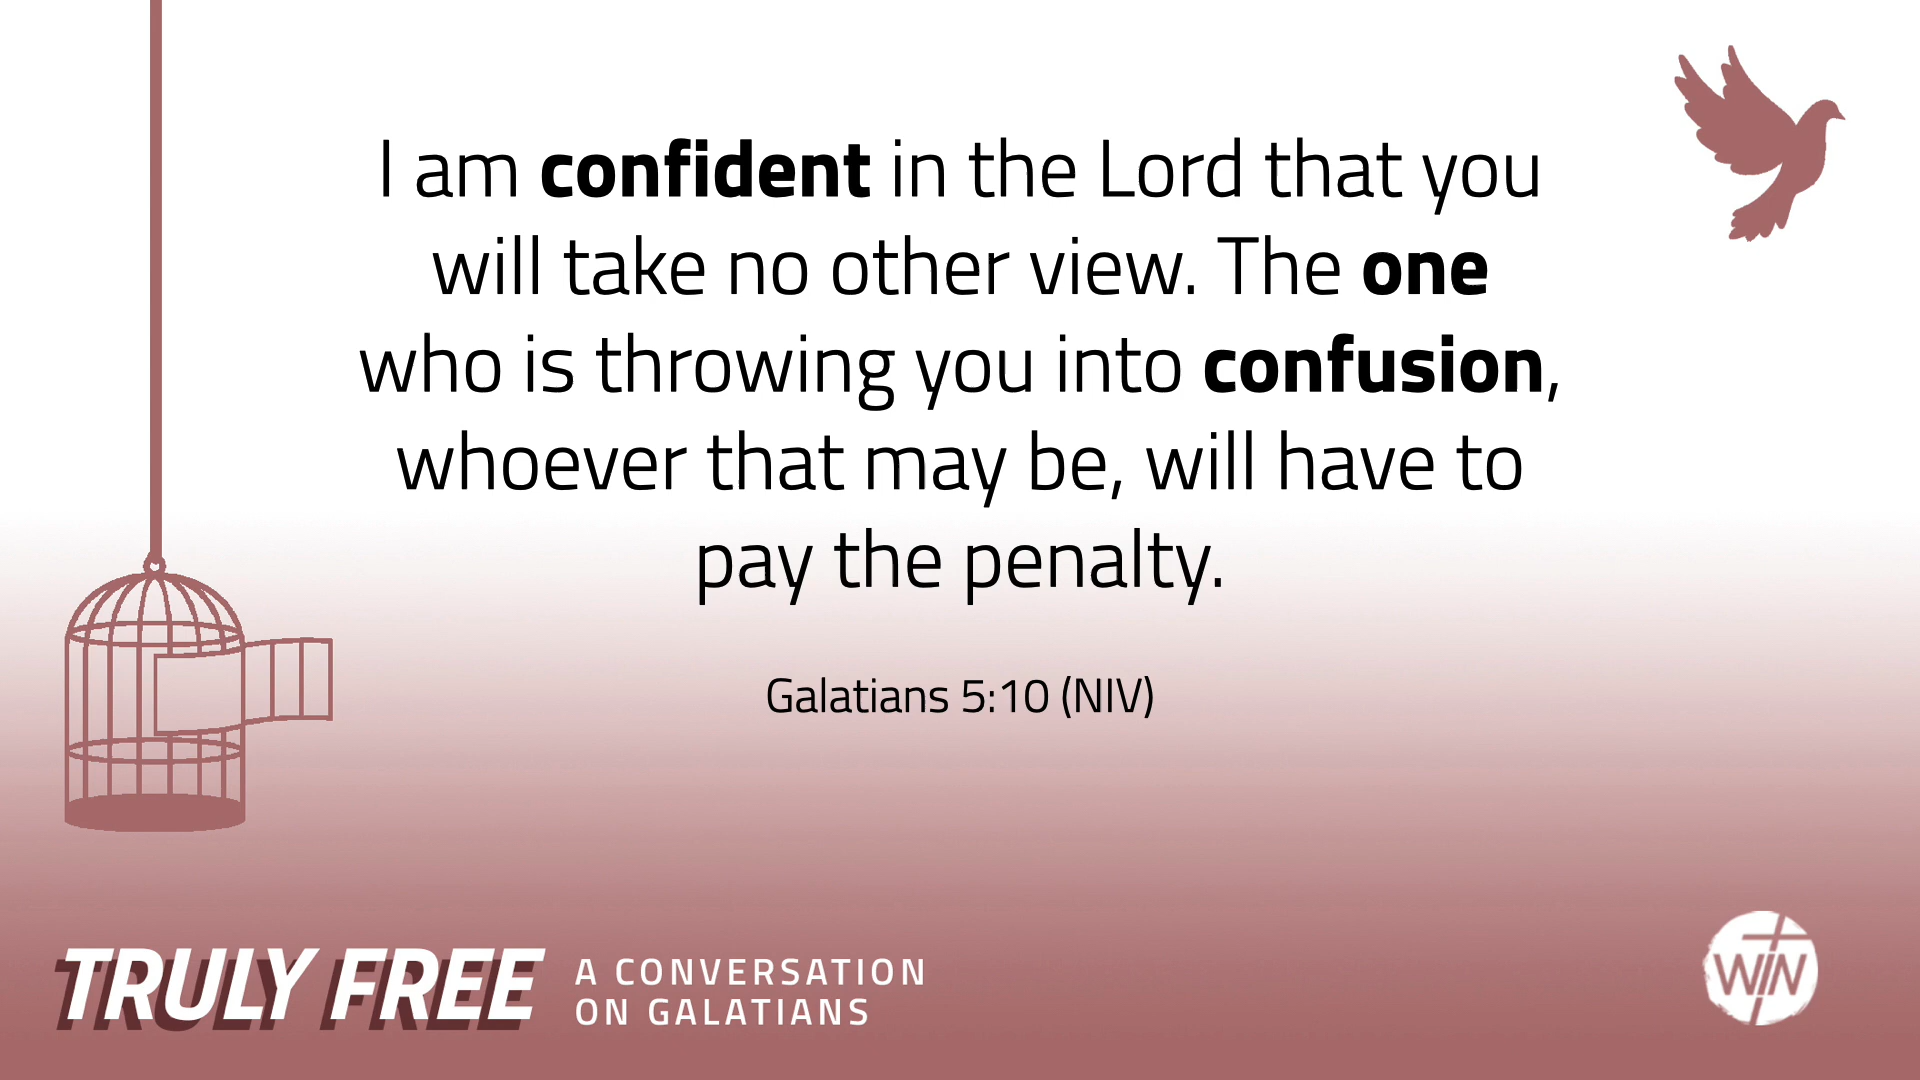 I am confident in the Lord that you
will take no other view. The one
who is throwing you into confusion,
whoever that may be, will have to
pay the penalty.
Galatians 5:10 (NIV)
TRULY FREE
A CONVERSATION
ON GALATIANS
WIN